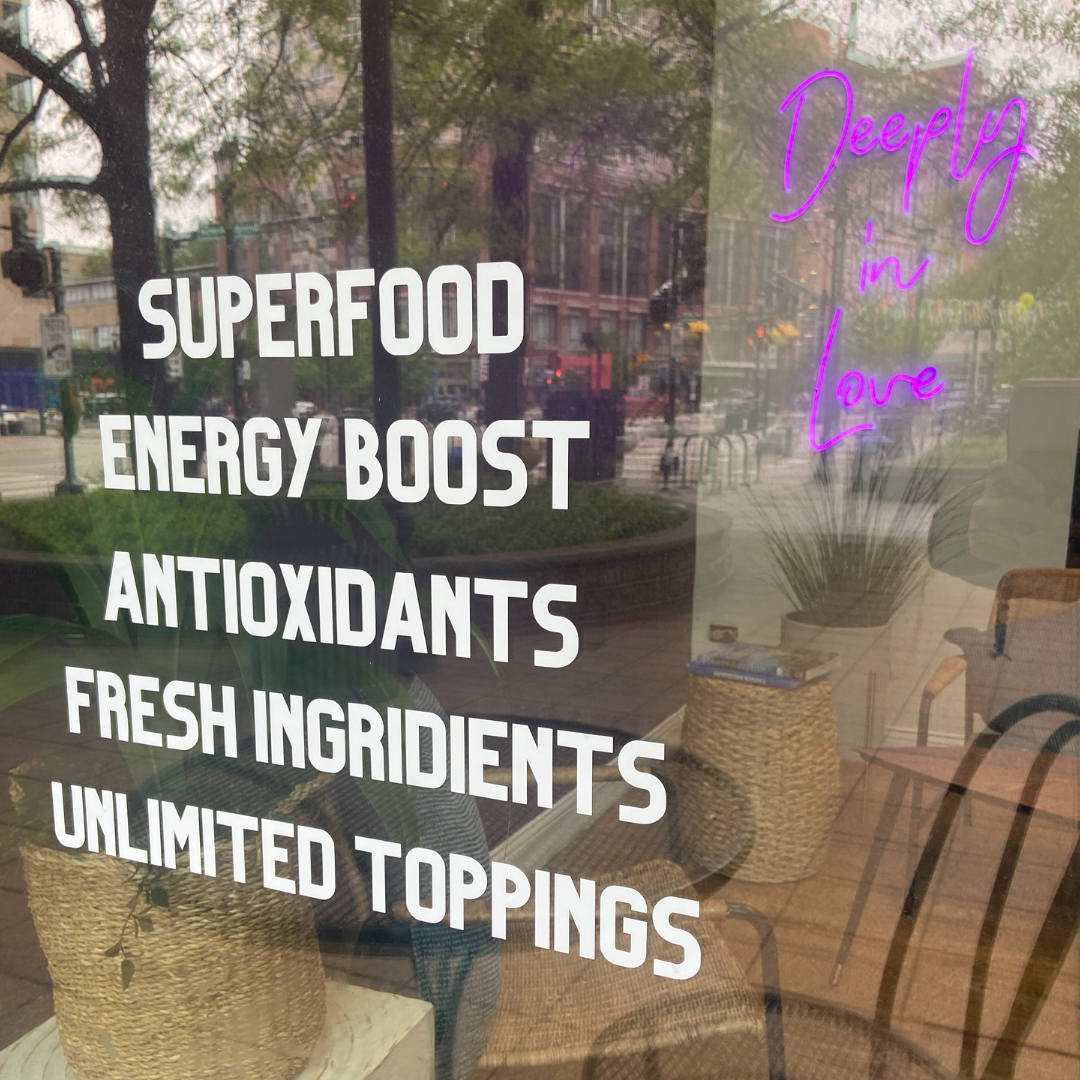 SUPERFOOD
ENERGY BOOST
ANTIOXIDANTS
FRESH INGRIDIENTS
UNLIMITED TOPPINGS
Deeply
in
Love